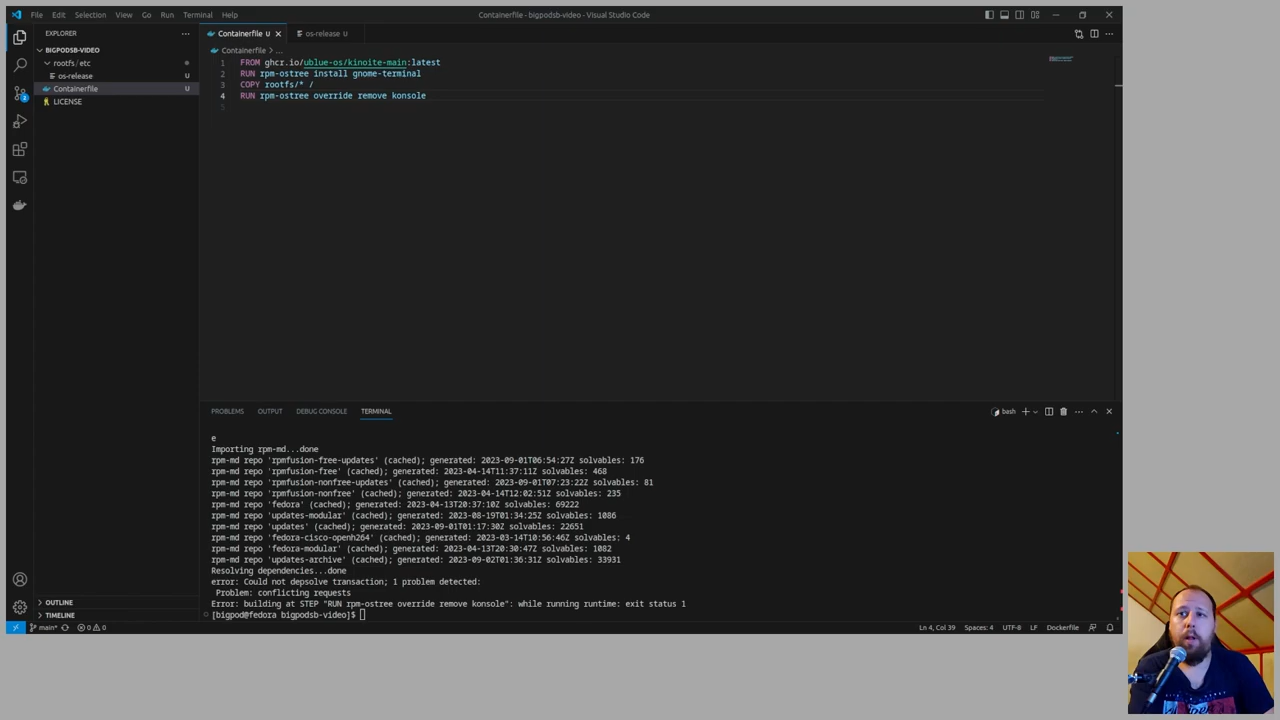 File Edit Selection View Go Run Terminal Help
Containerfile - bigpodsb-video - Visual Studio Code
EXPLORER
BIGPODSB-VIDEO
rootfs / etc
os-release U
Containerfile U
LICENSE
OUTLINE
TIMELINE
Containerfile U
os-release U
Containerfile > ...
1 FROM ghcr.io/ublue-os/kinoite-main:latest
2 RUN rpm-ostree install gnome-terminal
3 COPY rootfs/* /
4 RUN rpm-ostree override remove konsole
5
PROBLEMS OUTPUT DEBUG CONSOLE TERMINAL
bash
e
Importing rpm-md...done
rpm-md repo 'rpmfusion-free-updates' (cached); generated: 2023-09-01T06:54:27Z solvables: 176
rpm-md repo 'rpmfusion-free' (cached); generated: 2023-04-14T11:37:11Z solvables: 468
rpm-md repo 'rpmfusion-nonfree-updates' (cached); generated: 2023-09-01T07:23:22Z solvables: 81
rpm-md repo 'rpmfusion-nonfree' (cached); generated: 2023-04-14T12:02:51Z solvables: 235
rpm-md repo 'fedora' (cached); generated: 2023-04-13T20:37:10Z solvables: 69222
rpm-md repo 'updates-modular' (cached); generated: 2023-08-19T01:34:25Z solvables: 1086
rpm-md repo 'updates' (cached); generated: 2023-09-01T01:17:30Z solvables: 22651
rpm-md repo 'fedora-cisco-openh264' (cached); generated: 2023-03-14T10:56:46Z solvables: 4
rpm-md repo 'fedora-modular' (cached); generated: 2023-04-13T20:30:47Z solvables: 1082
rpm-md repo 'updates-archive' (cached); generated: 2023-09-02T01:36:31Z solvables: 33931
Resolving dependencies...done
error: Could not depsolve transaction; 1 problem detected:
Problem: conflicting requests
Error: building at STEP "RUN rpm-ostree override remove konsole": while running runtime: exit status 1
[bigpod@fedora bigpodsb-video]$
main* 0 0
Ln 4, Col 39 Spaces: 4 UTF-8 LF Dockerfile